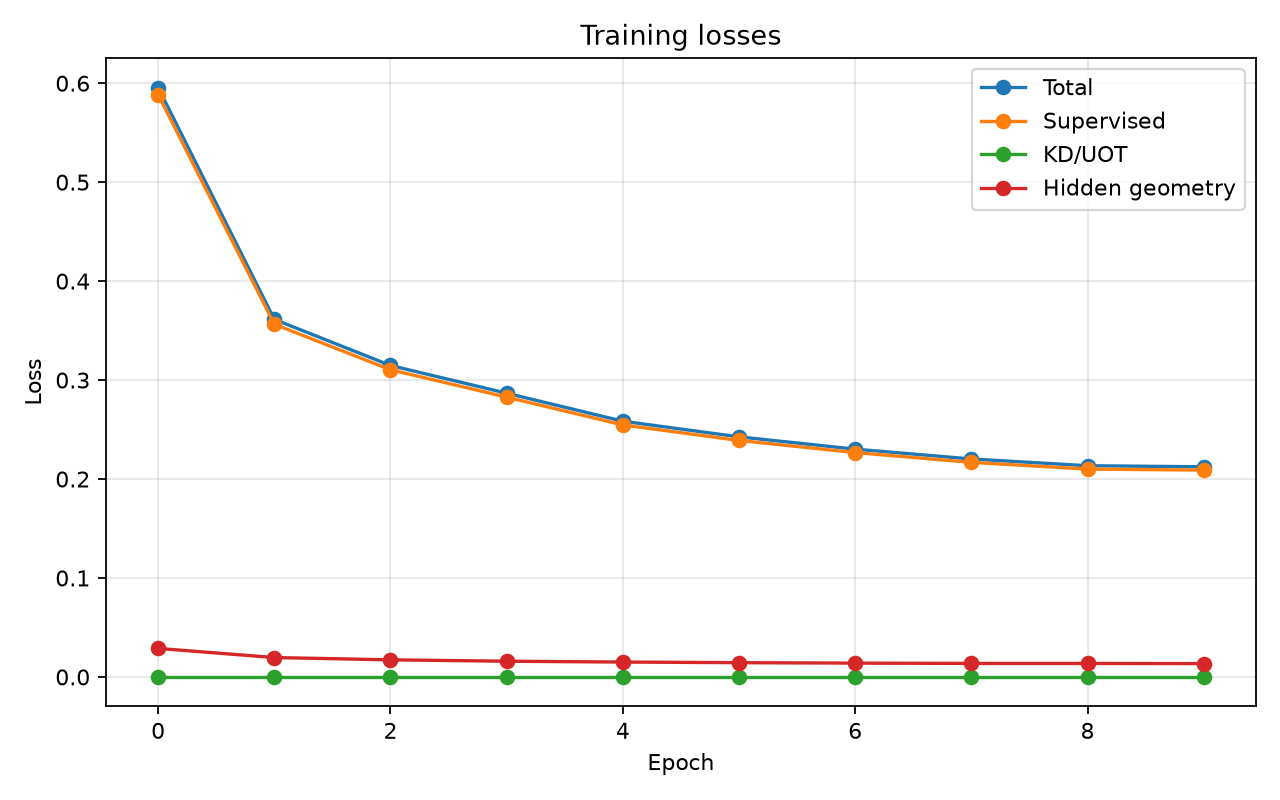 Training losses
Total
Supervised
KD/UOT
Hidden geometry
0.6
0.5
0.4
0.3
0.2
0.1
0.0
Loss
0 2 4 6 8
Epoch